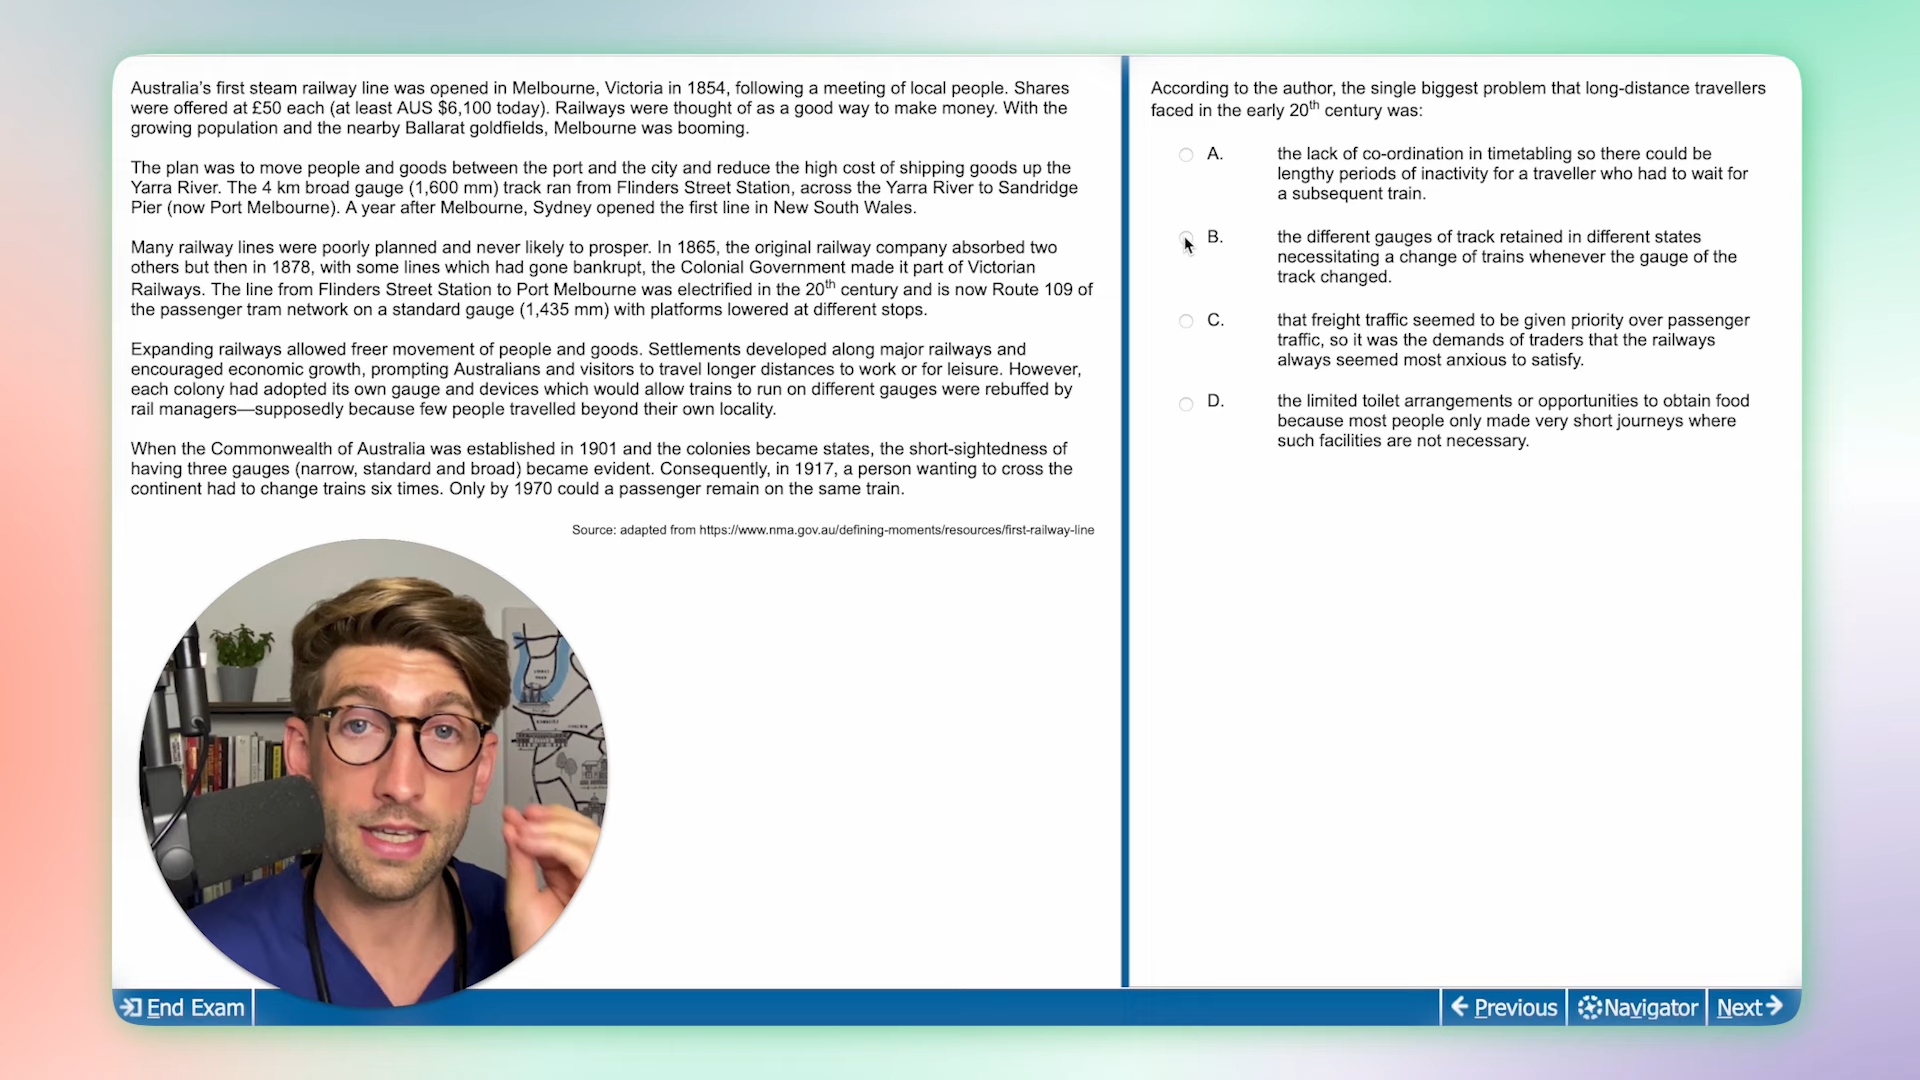 Australia's first steam railway line was opened in Melbourne, Victoria in 1854, following a meeting of local people. Shares
were offered at £50 each (at least AUS $6,100 today). Railways were thought of as a good way to make money. With the
growing population and the nearby Ballarat goldfields, Melbourne was booming.
The plan was to move people and goods between the port and the city and reduce the high cost of shipping goods up the
Yarra River. The 4 km broad gauge (1,600 mm) track ran from Flinders Street Station, across the Yarra River to Sandridge
Pier (now Port Melbourne). A year after Melbourne, Sydney opened the first line in New South Wales.
Many railway lines were poorly planned and never likely to prosper. In 1865, the original railway company absorbed two
others but then in 1878, with some lines which had gone bankrupt, the Colonial Government made it part of Victorian
Railways. The line from Flinders Street Station to Port Melbourne was electrified in the 20th century and is now Route 109 of
the passenger tram network on a standard gauge (1,435 mm) with platforms lowered at different stops.
Expanding railways allowed freer movement of people and goods. Settlements developed along major railways and
encouraged economic growth, prompting Australians and visitors to travel longer distances to work or for leisure. However,
each colony had adopted its own gauge and devices which would allow trains to run on different gauges were rebuffed by
rail managers—supposedly because few people travelled beyond their own locality.
When the Commonwealth of Australia was established in 1901 and the colonies became states, the short-sightedness of
having three gauges (narrow, standard and broad) became evident. Consequently, in 1917, a person wanting to cross the
continent had to change trains six times. Only by 1970 could a passenger remain on the same train.
Source: adapted from https://www.nma.gov.au/defining-moments/resources/first-railway-line
According to the author, the single biggest problem that long-distance travellers
faced in the early 20th century was:
A. the lack of co-ordination in timetabling so there could be
lengthy periods of inactivity for a traveller who had to wait for
a subsequent train.
B. the different gauges of track retained in different states
necessitating a change of trains whenever the gauge of the
track changed.
C. that freight traffic seemed to be given priority over passenger
traffic, so it was the demands of traders that the railways
always seemed most anxious to satisfy.
D. the limited toilet arrangements or opportunities to obtain food
because most people only made very short journeys where
such facilities are not necessary.
End Exam
Previous
Navigator
Next